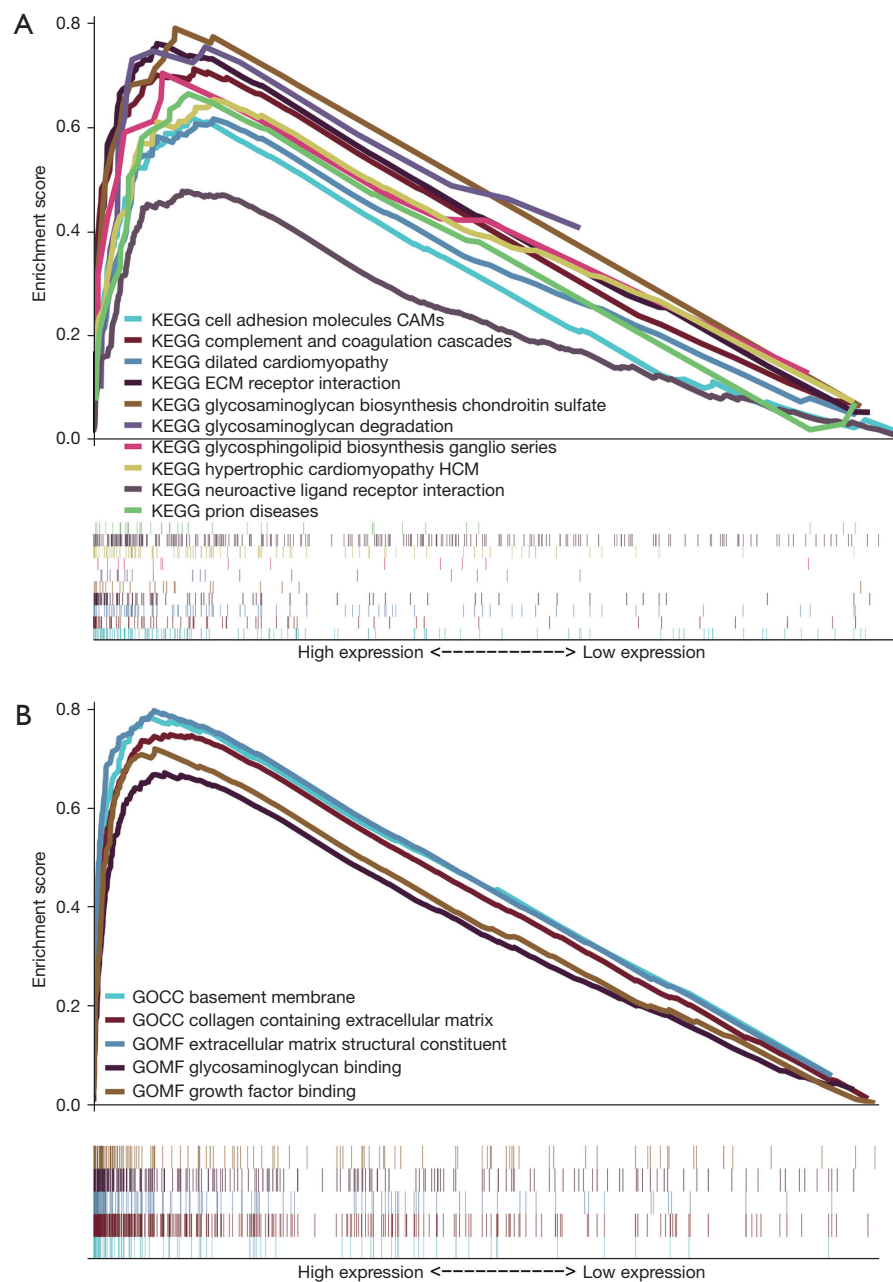 A
0.8
0.6
0.4
0.2
0.0
Enrichment score
KEGG cell adhesion molecules CAMs
KEGG complement and coagulation cascades
KEGG dilated cardiomyopathy
KEGG ECM receptor interaction
KEGG glycosaminoglycan biosynthesis chondroitin sulfate
KEGG glycosaminoglycan degradation
KEGG glycosphingolipid biosynthesis ganglio series
KEGG hypertrophic cardiomyopathy HCM
KEGG neuroactive ligand receptor interaction
KEGG prion diseases
High expression <-----------> Low expression
B
0.8
0.6
0.4
0.2
0.0
Enrichment score
GOCC basement membrane
GOCC collagen containing extracellular matrix
GOMF extracellular matrix structural constituent
GOMF glycosaminoglycan binding
GOMF growth factor binding
High expression <-----------> Low expression